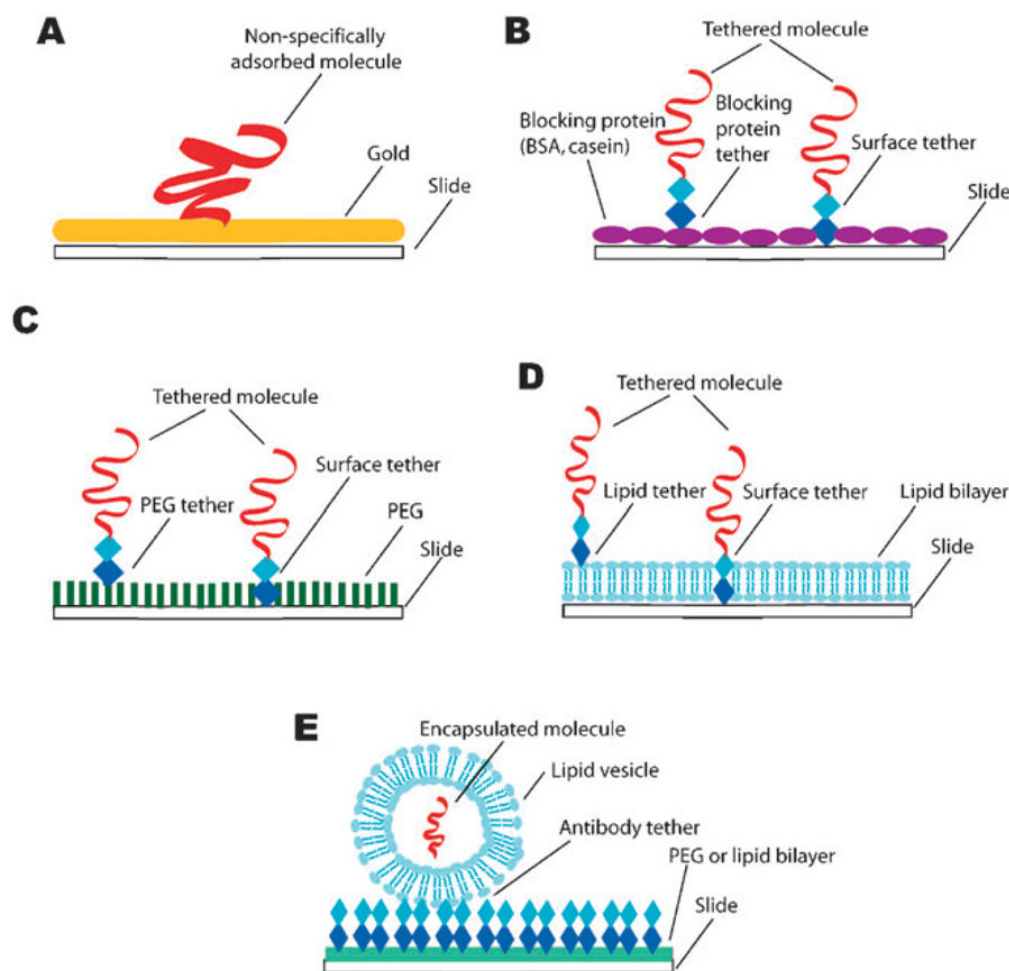 A
Non-specifically
adsorbed molecule
Gold
Slide
B
Tethered molecule
Blocking protein
(BSA, casein)
Blocking
protein
tether
Surface tether
Slide
C
Tethered molecule
PEG tether
Surface tether
PEG
Slide
D
Tethered molecule
Lipid tether
Surface tether
Lipid bilayer
Slide
E
Encapsulated molecule
Lipid vesicle
Antibody tether
PEG or lipid bilayer
Slide